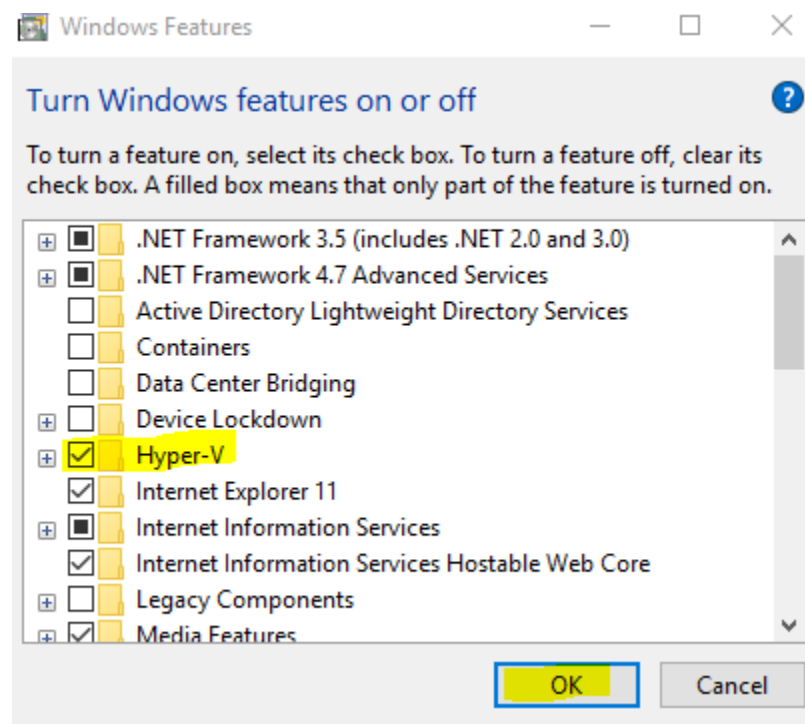 Windows Features
Turn Windows features on or off
?
To turn a feature on, select its check box. To turn a feature off, clear its
check box. A filled box means that only part of the feature is turned on.
.NET Framework 3.5 (includes .NET 2.0 and 3.0)
.NET Framework 4.7 Advanced Services
Active Directory Lightweight Directory Services
Containers
Data Center Bridging
Device Lockdown
Hyper-V
Internet Explorer 11
Internet Information Services
Internet Information Services Hostable Web Core
Legacy Components
Media Features
OK
Cancel